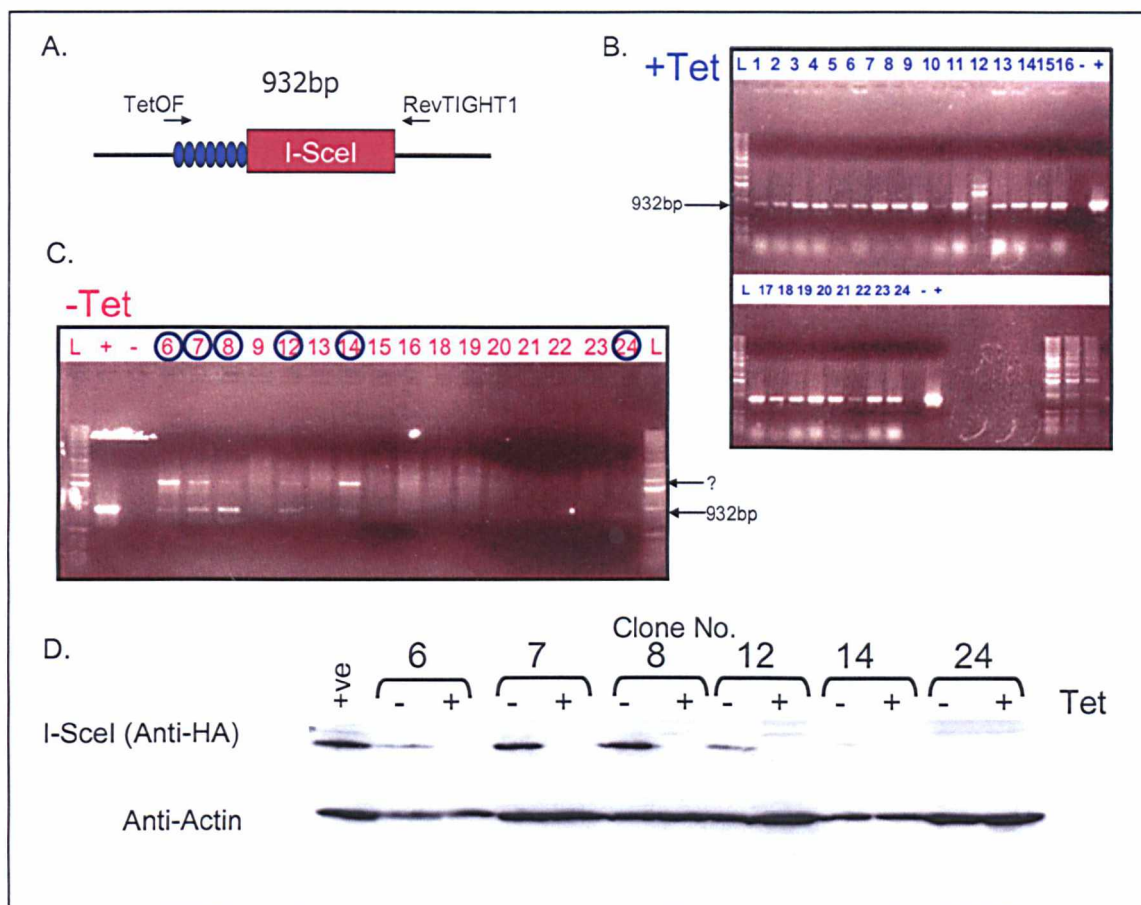 A.
932bp
TetOF
RevTIGHT1
I-SceI
B.
+Tet
L 1 2 3 4 5 6 7 8 9 10 11 12 13 14 15 16 - +
932bp
L 17 18 19 20 21 22 23 24 - +
C.
-Tet
L + - 6 7 8 9 12 13 14 15 16 18 19 20 21 22 23 24 L
?
932bp
D.
Clone No.
+ve 6 7 8 12 14 24
- + - + - + - + - + - + Tet
I-SceI (Anti-HA)
Anti-Actin